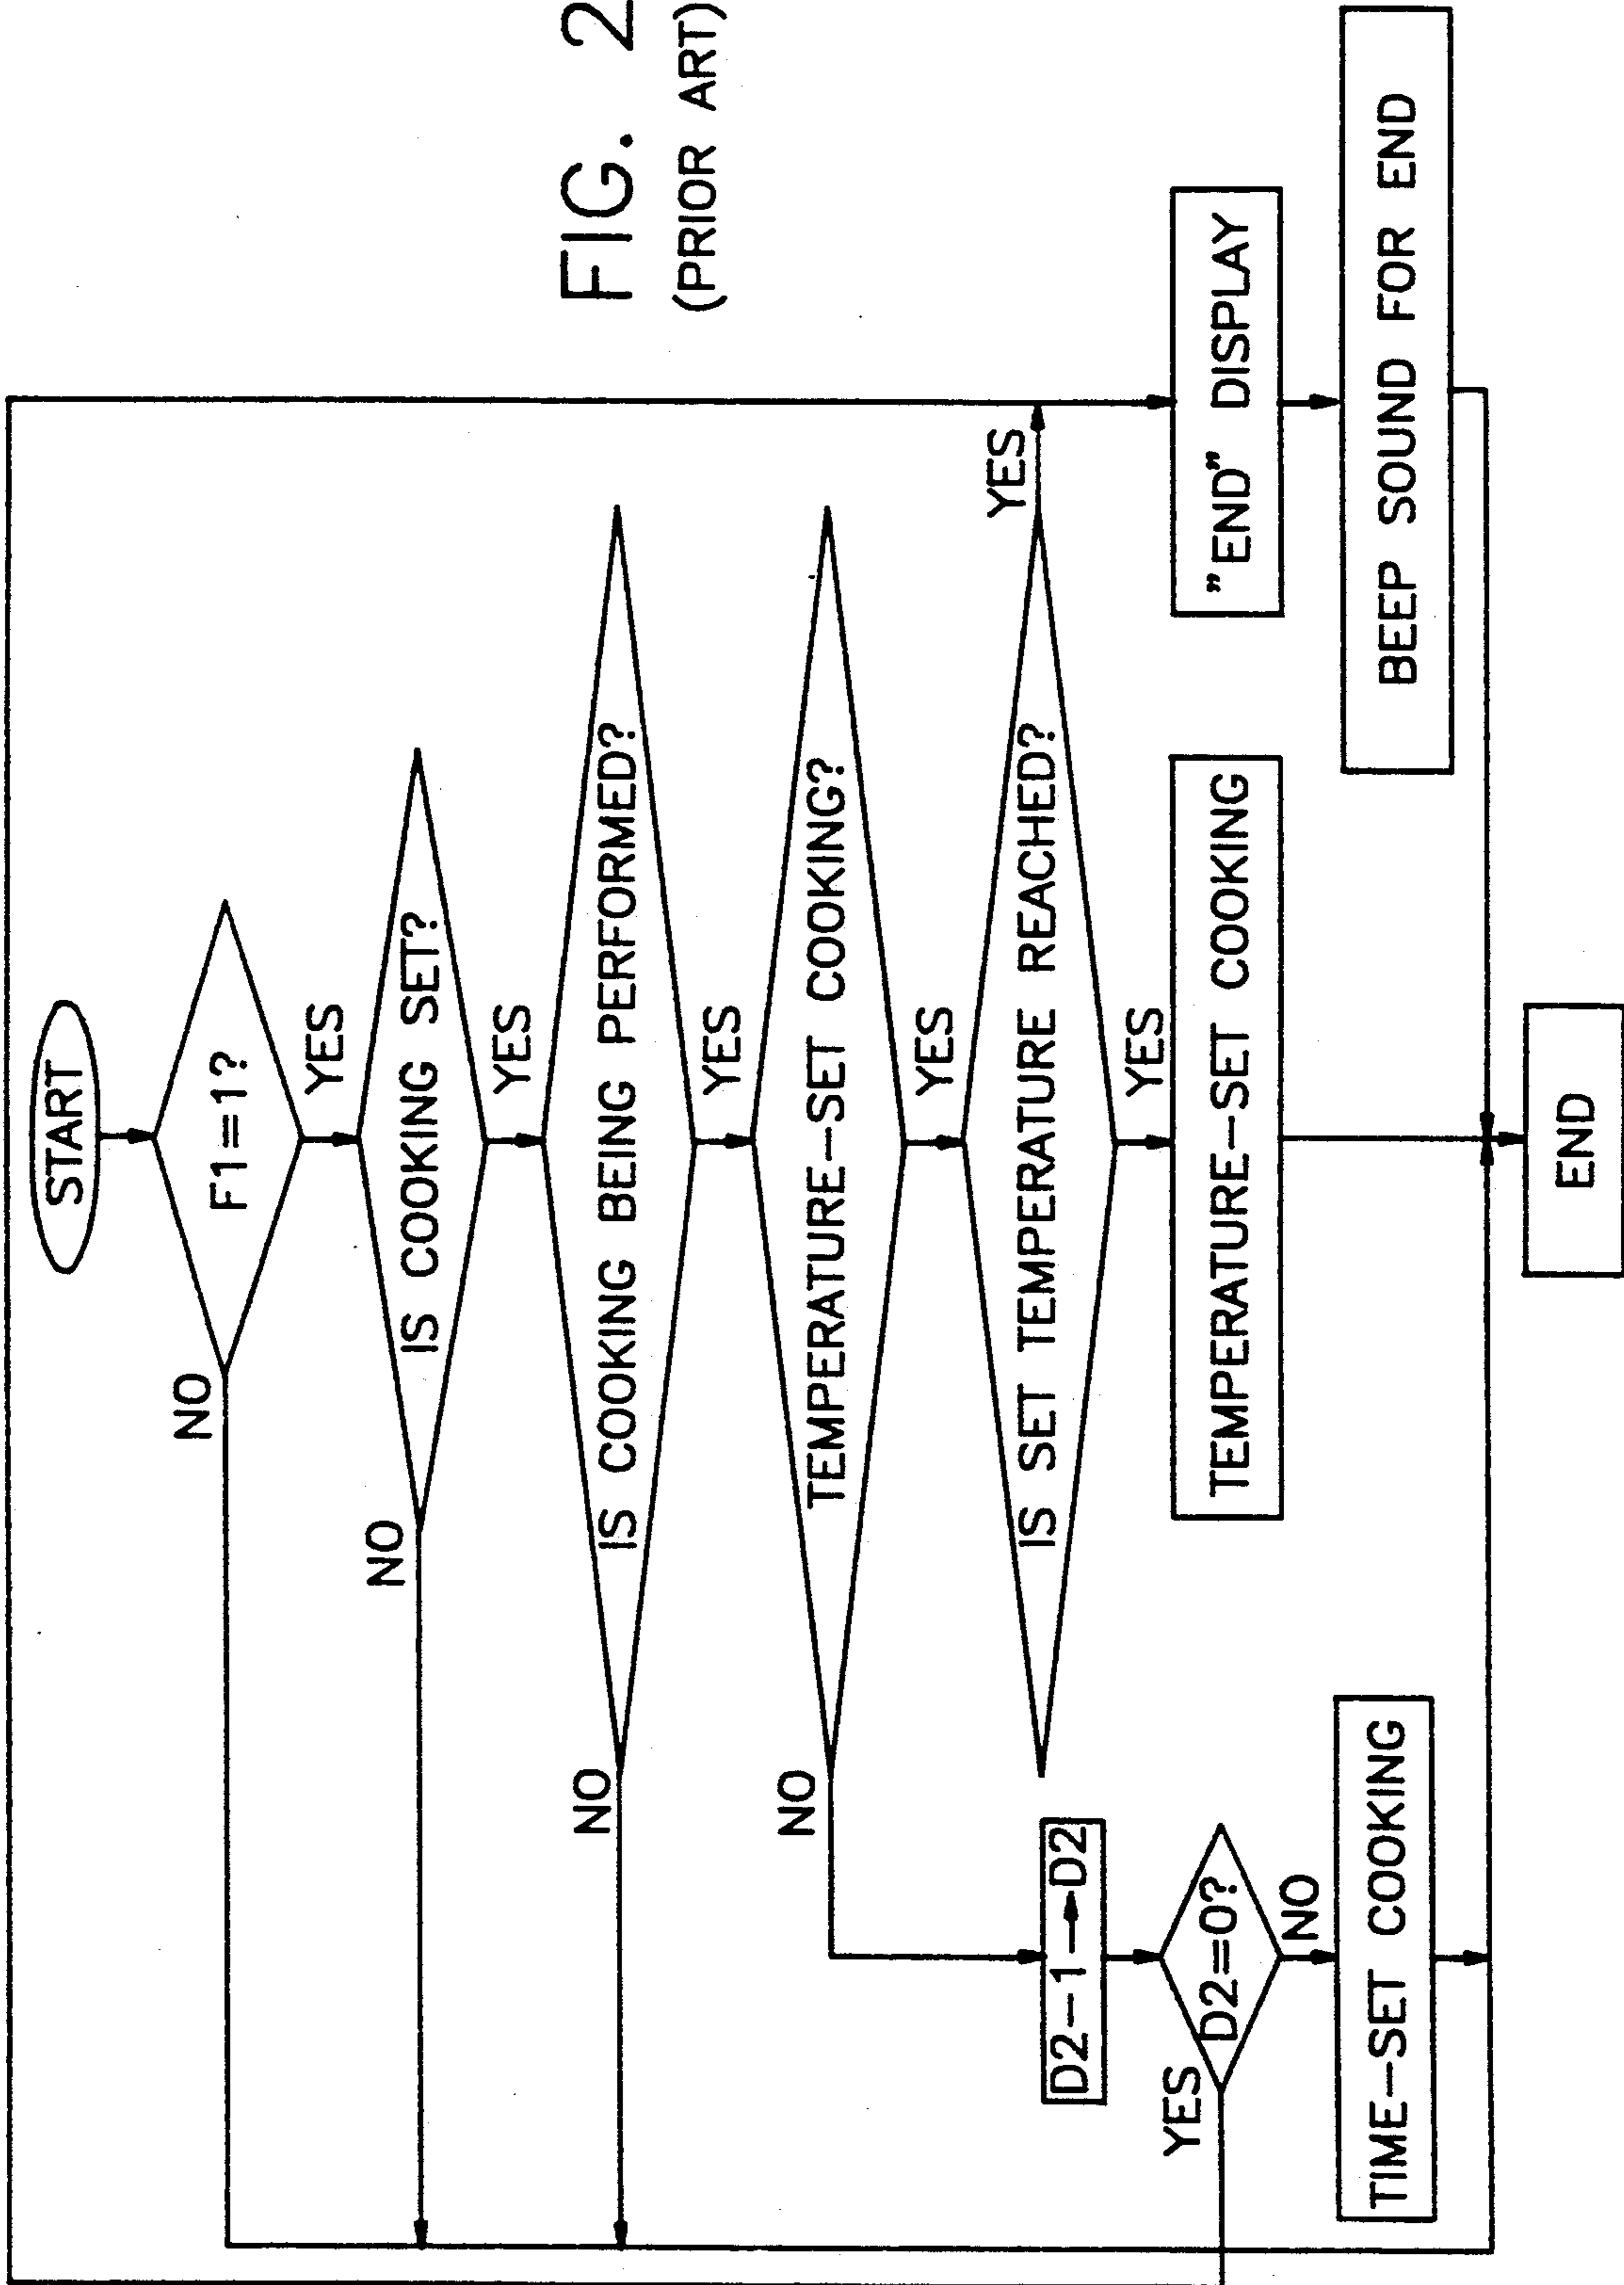 FIG. 2
(PRIOR ART)
START
F1=1?
NO
YES
IS COOKING SET?
NO
YES
IS COOKING BEING PERFORMED?
NO
YES
TEMPERATURE-SET COOKING?
NO
YES
IS SET TEMPERATURE REACHED?
YES
YES
D2-1→D2
D2=0?
YES
NO
TIME-SET COOKING
TEMPERATURE-SET COOKING
"END" DISPLAY
BEEP SOUND FOR END
END